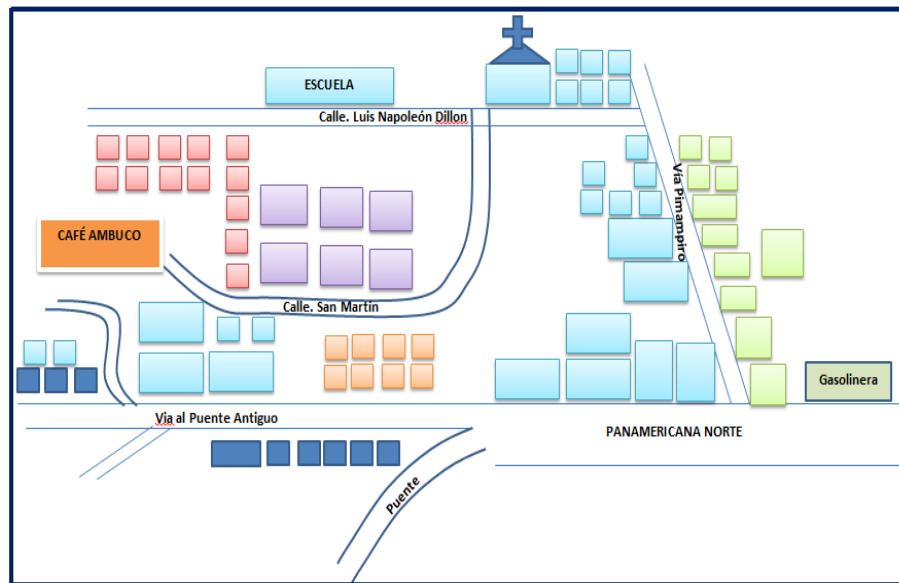 ESCUELA
Calle. Luis Napoleón Dillon
Vía Pimampiro
CAFÉ AMBUCO
Calle. San Martín
Gasolinera
Vía al Puente Antiguo
PANAMERICANA NORTE
Puente